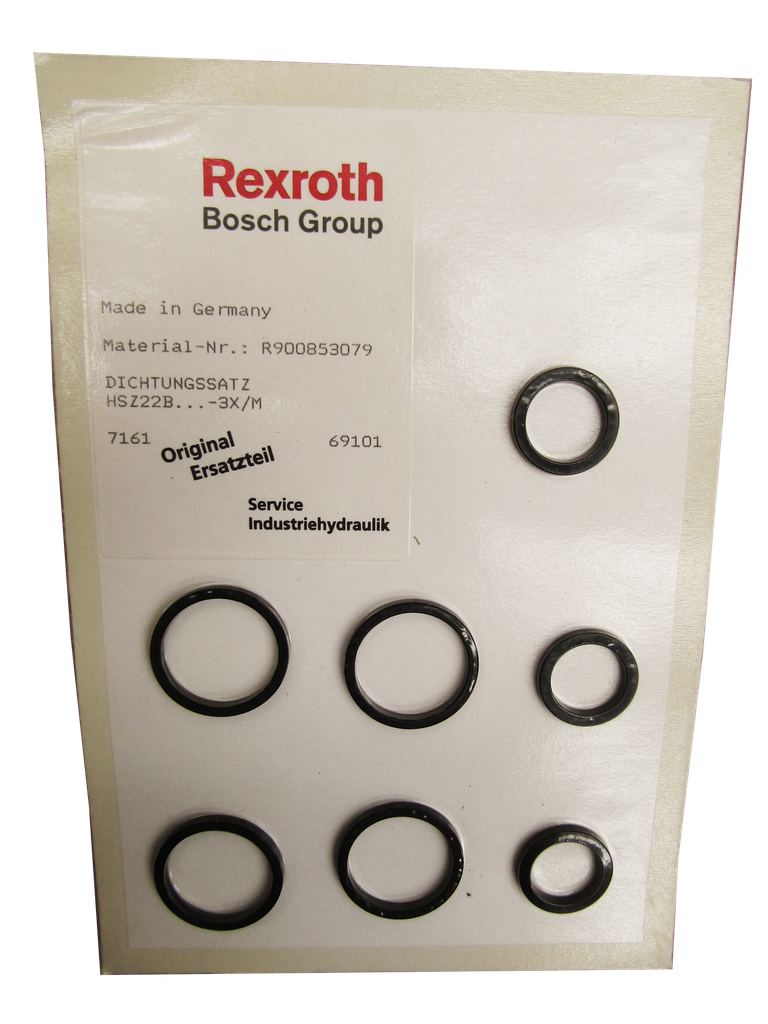 Rexroth
Bosch Group
Made in Germany
Material-Nr.: R900853079
DICHTUNGSSATZ
HSZ22B...-3X/M
7161 69101
Original
Ersatzteil
Service
Industriehydraulik